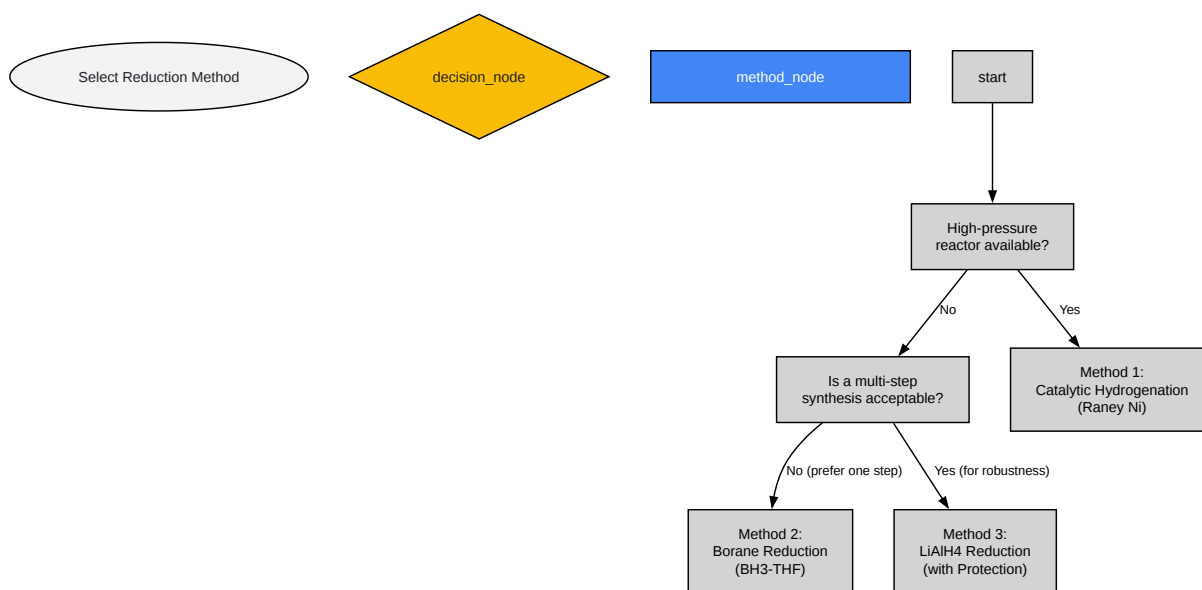 Select Reduction Method
decision_node
method_node
start
High-pressure
reactor available?
No
Yes
Is a multi-step
synthesis acceptable?
Method 1:
Catalytic Hydrogenation
(Raney Ni)
No (prefer one step)
Yes (for robustness)
Method 2:
Borane Reduction
(BH3-THF)
Method 3:
LiAlH4 Reduction
(with Protection)